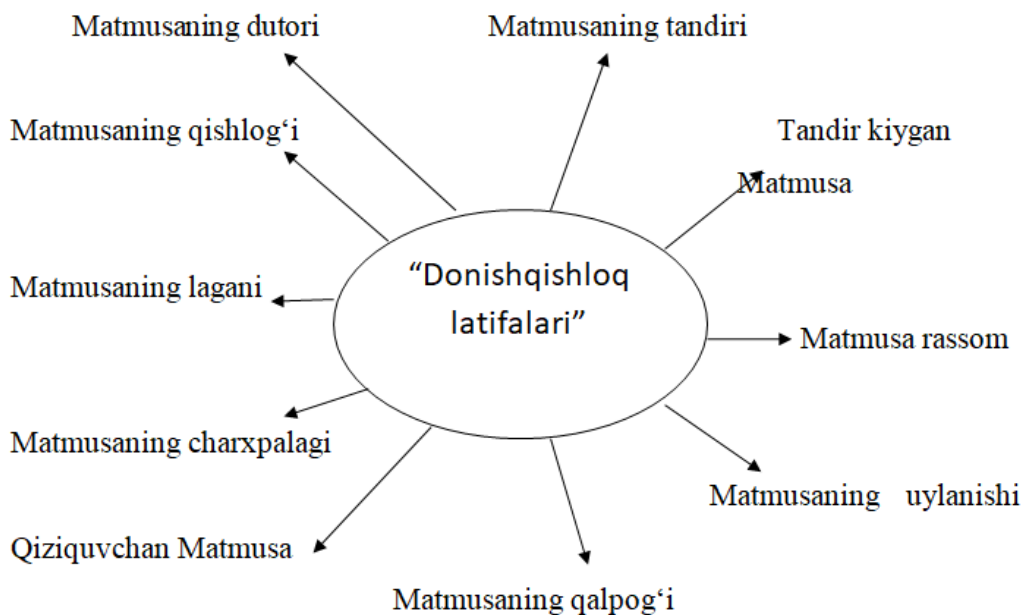 Matmusaning dutori
Matmusaning tandiri
Matmusaning qishlog‘i
Tandir kiygan
Matmusa
“Donishqishloq
latifalari”
Matmusaning lagani
Matmusa rassom
Matmusaning charxpalagi
Matmusaning uylanishi
Qiziquvchan Matmusa
Matmusaning qalpog‘i